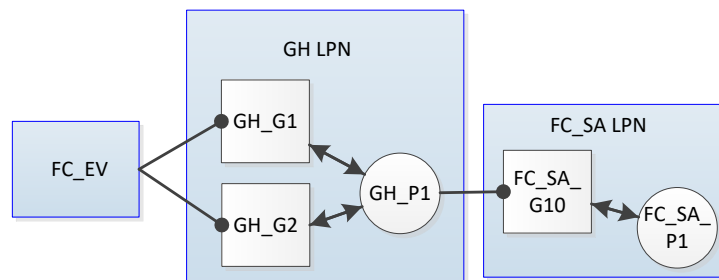 GH LPN
GH_G1
FC_EV
GH_G2
GH_P1
FC_SA LPN
FC_SA_
G10
FC_SA_
P1